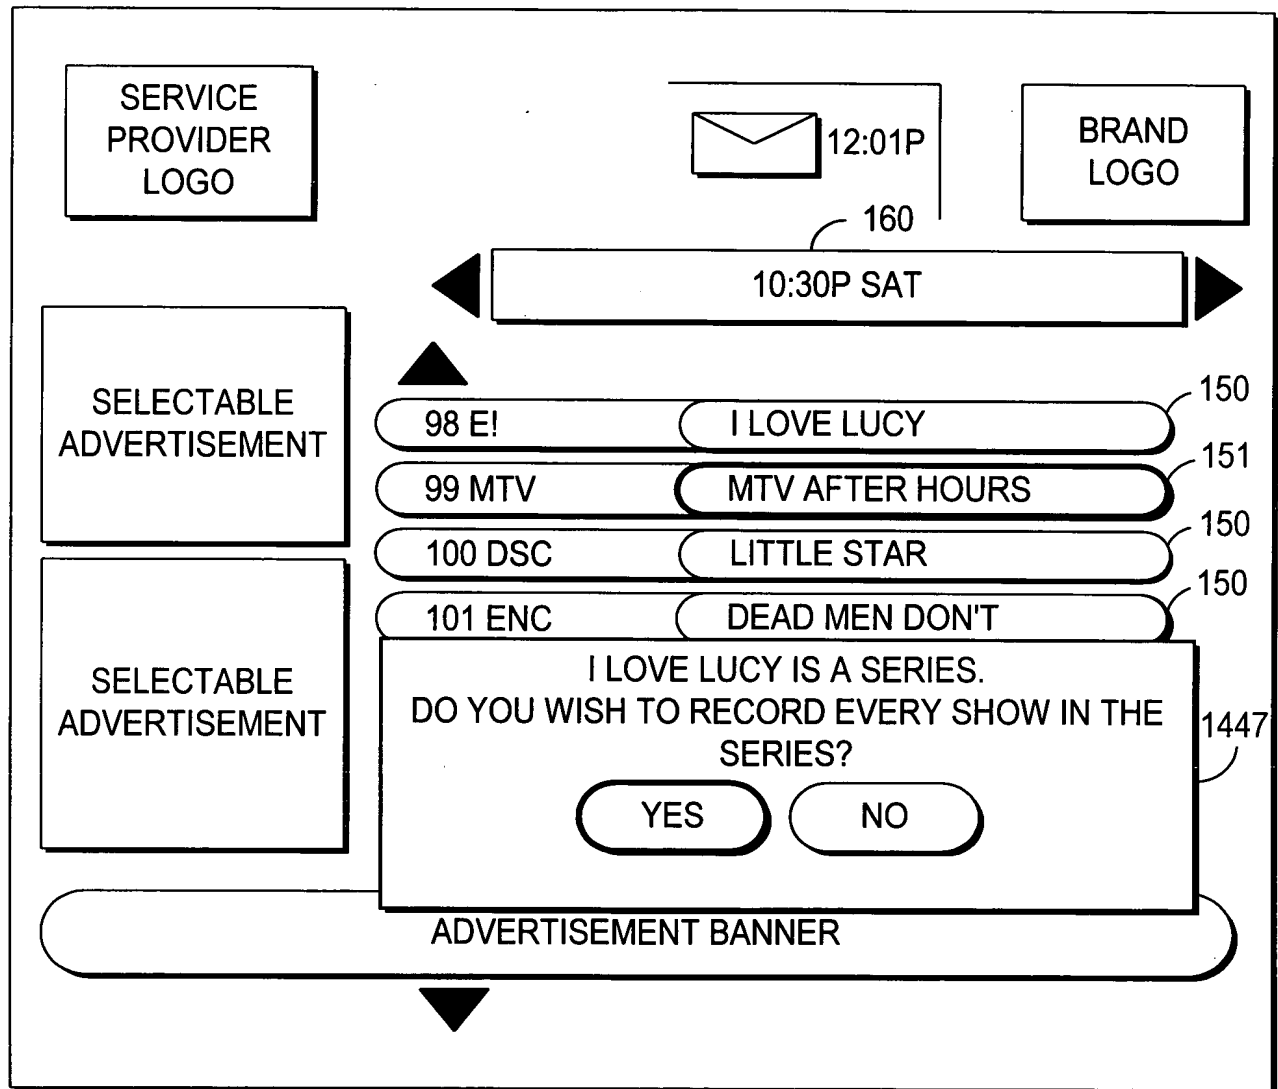 SERVICE
PROVIDER
LOGO
12:01P
BRAND
LOGO
160
10:30P SAT
SELECTABLE
ADVERTISEMENT
150
98 E! I LOVE LUCY
151
99 MTV MTV AFTER HOURS
150
100 DSC LITTLE STAR
150
101 ENC DEAD MEN DON'T
SELECTABLE
ADVERTISEMENT
I LOVE LUCY IS A SERIES.
DO YOU WISH TO RECORD EVERY SHOW IN THE
SERIES?
1447
YES NO
ADVERTISEMENT BANNER